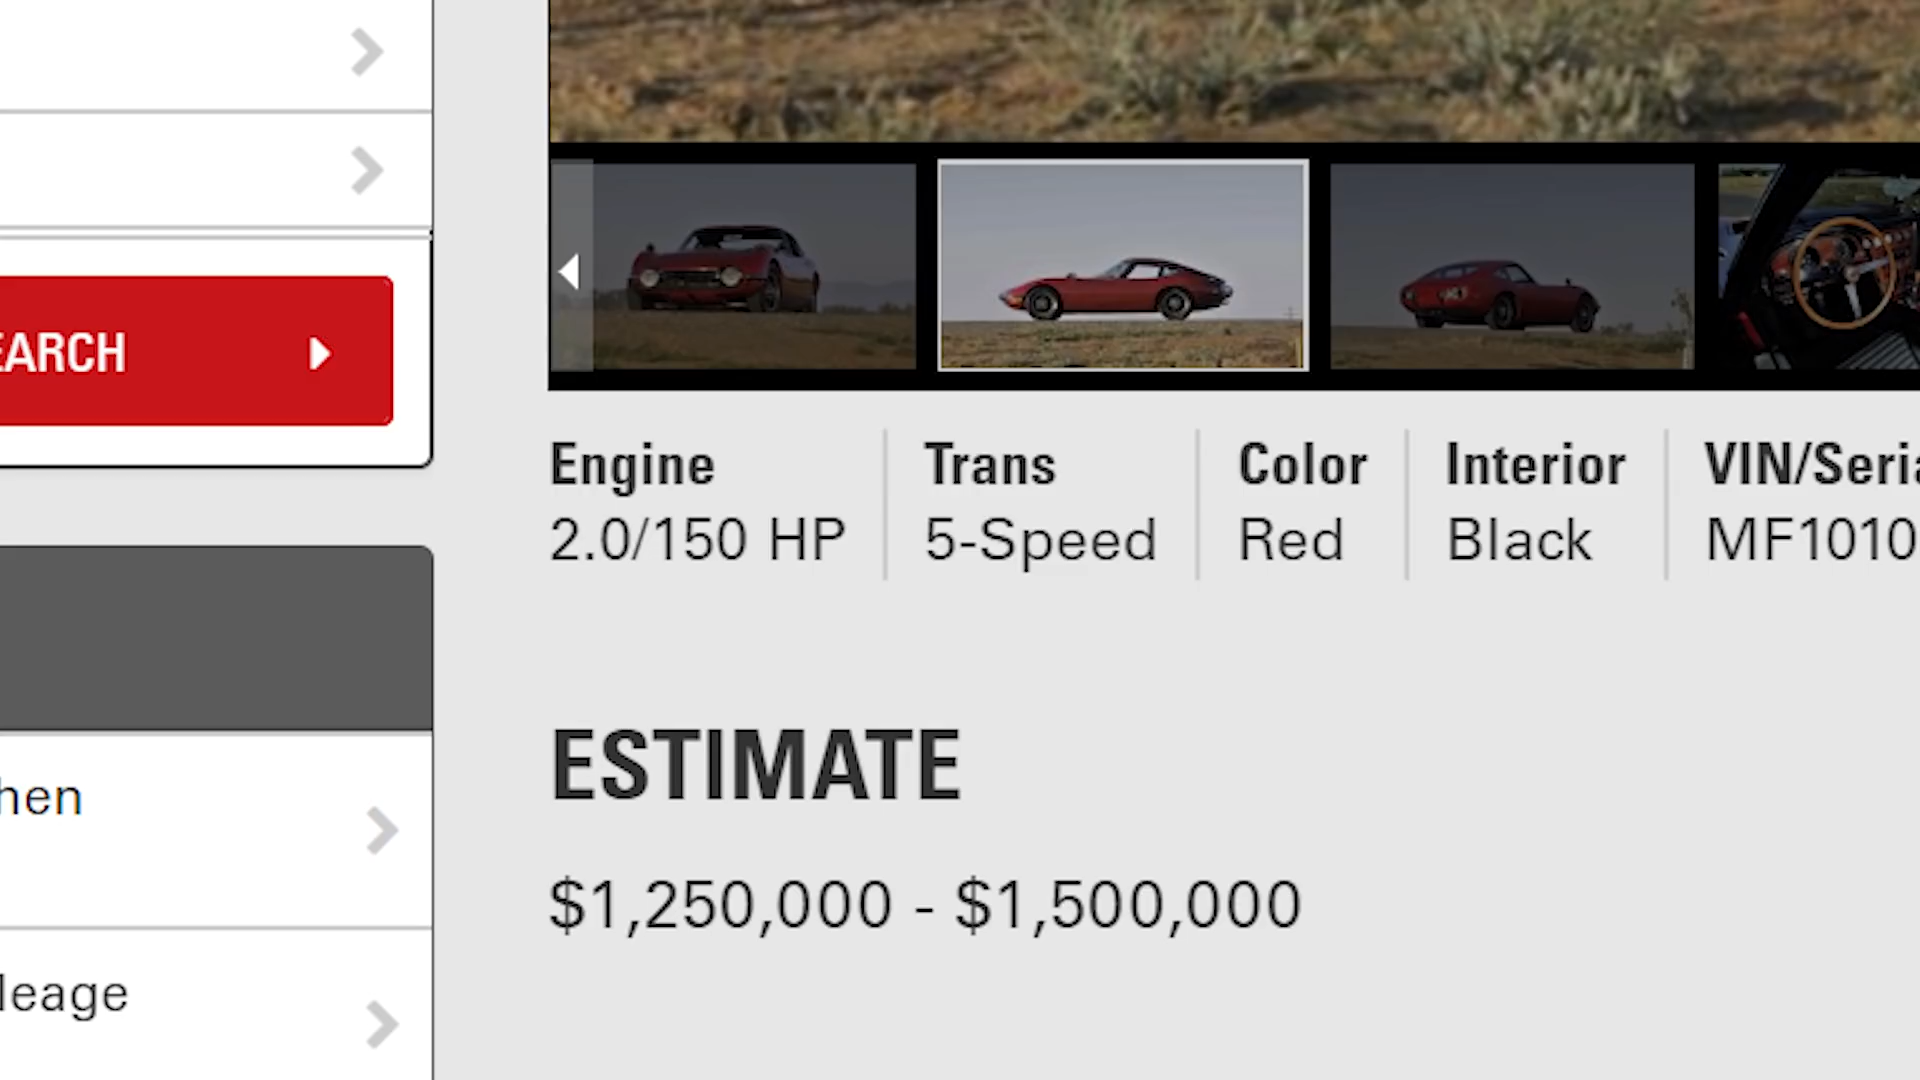 EARCH
Engine
2.0/150 HP
Trans
5-Speed
Color
Red
Interior
Black
VIN/Seria
MF1010
ESTIMATE
$1,250,000 - $1,500,000
hen
leage